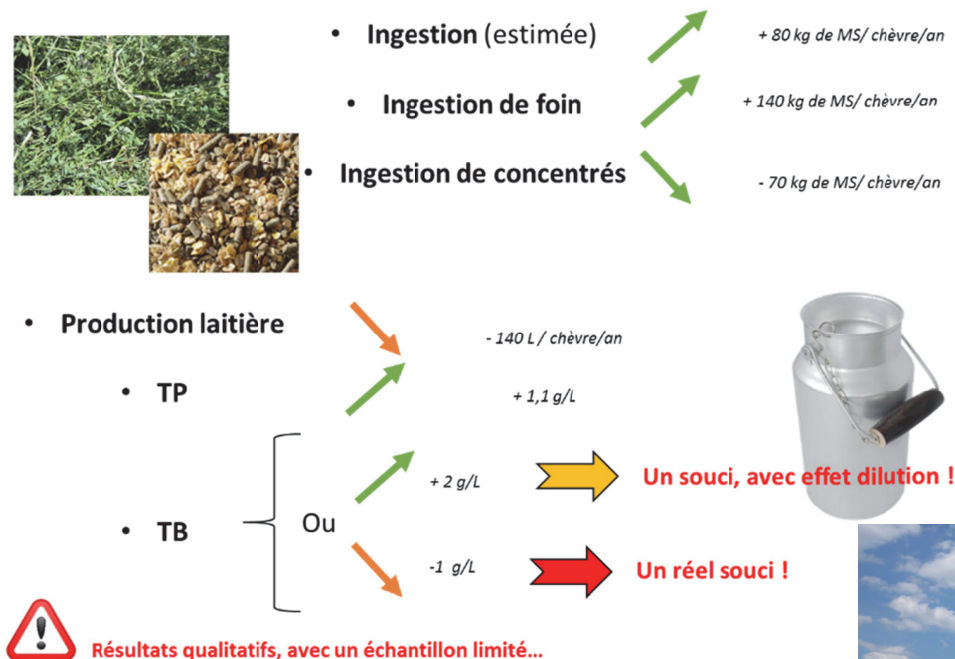 • Ingestion (estimée)
+ 80 kg de MS/ chèvre/an
• Ingestion de foin
+ 140 kg de MS/ chèvre/an
• Ingestion de concentrés
- 70 kg de MS/ chèvre/an
• Production laitière
- 140 L / chèvre/an
• TP
+ 1,1 g/L
• TB
Ou
+ 2 g/L
Un souci, avec effet dilution !
-1 g/L
Un réel souci !
Résultats qualitatifs, avec un échantillon limité...